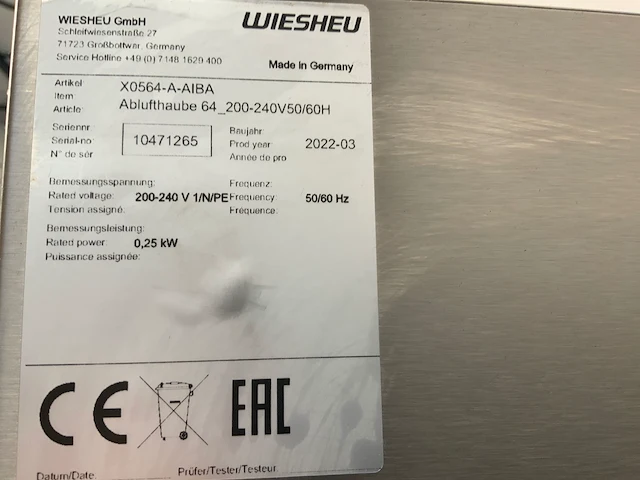 WIESHEU GmbH
Schleifwiesenstraße 27
71723 Großbottwar, Germany
Service Hotline +49 (0) 7148 1629 400
WIESHEU
Made in Germany
Artikel
Item X0564-A-AIBA
Article: Ablufthaube 64_200-240V50/60H
Seriennr
Serial-no 10471265
N° de sér
Baujahr:
Prod year 2022-03
Année de pro
Bemessungsspannung:
Rated voltage: 200-240 V 1/N/PE
Tension assigné:
Frequenz:
Frequency: 50/60 Hz
Frequence:
Bemessungsleistung:
Rated power: 0,25 kW
Puissance assignée:
CE EAC
Datum/Date: Prüfer/Tester/Testeur